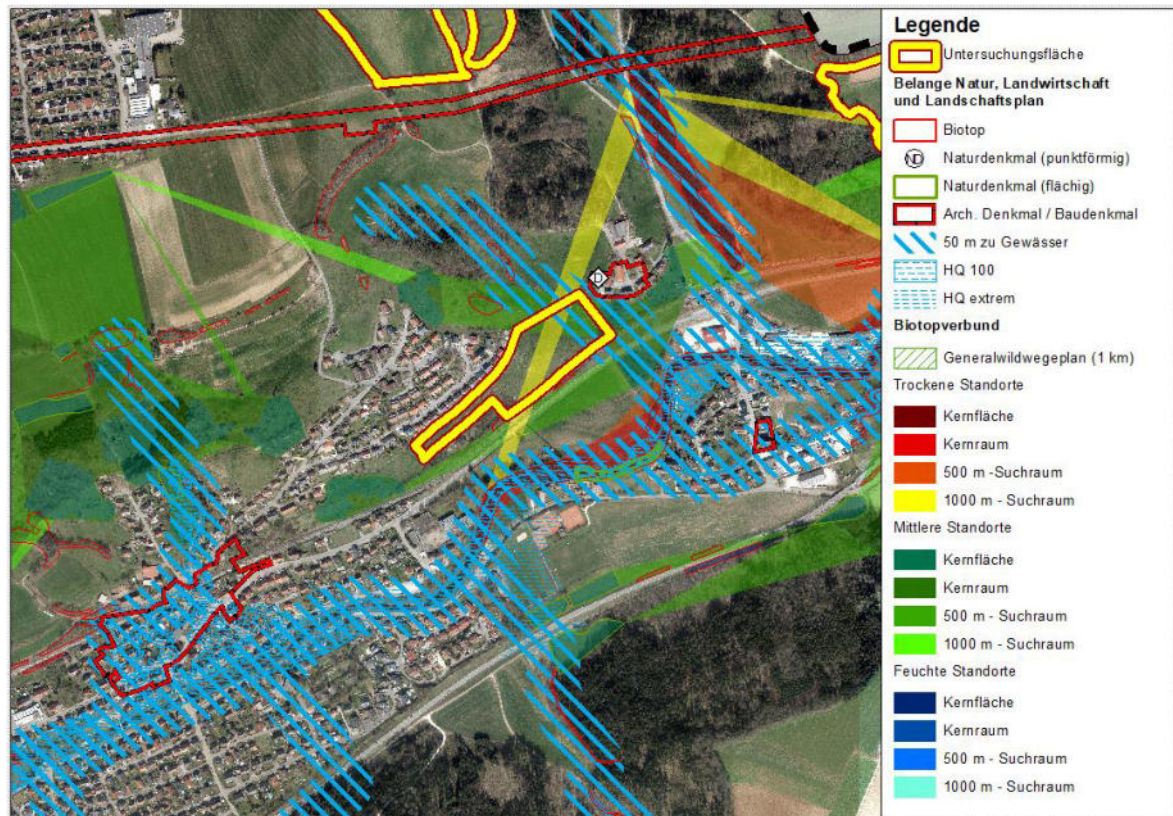 Legende
Untersuchungsfläche
Belange Natur, Landwirtschaft
und Landschaftsplan
Biotop
ND
Naturdenkmal (punktförmig)
Naturdenkmal (flächig)
Arch. Denkmal / Baudenkmal
50 m zu Gewässer
HQ 100
HQ extrem
Biotopverbund
Generalwildwegeplan (1 km)
Trockene Standorte
Kernfläche
Kernraum
500 m -Suchraum
1000 m - Suchraum
Mittlere Standorte
Kernfläche
Kernraum
500 m - Suchraum
1000 m - Suchraum
Feuchte Standorte
Kernfläche
Kernraum
500 m - Suchraum
1000 m - Suchraum